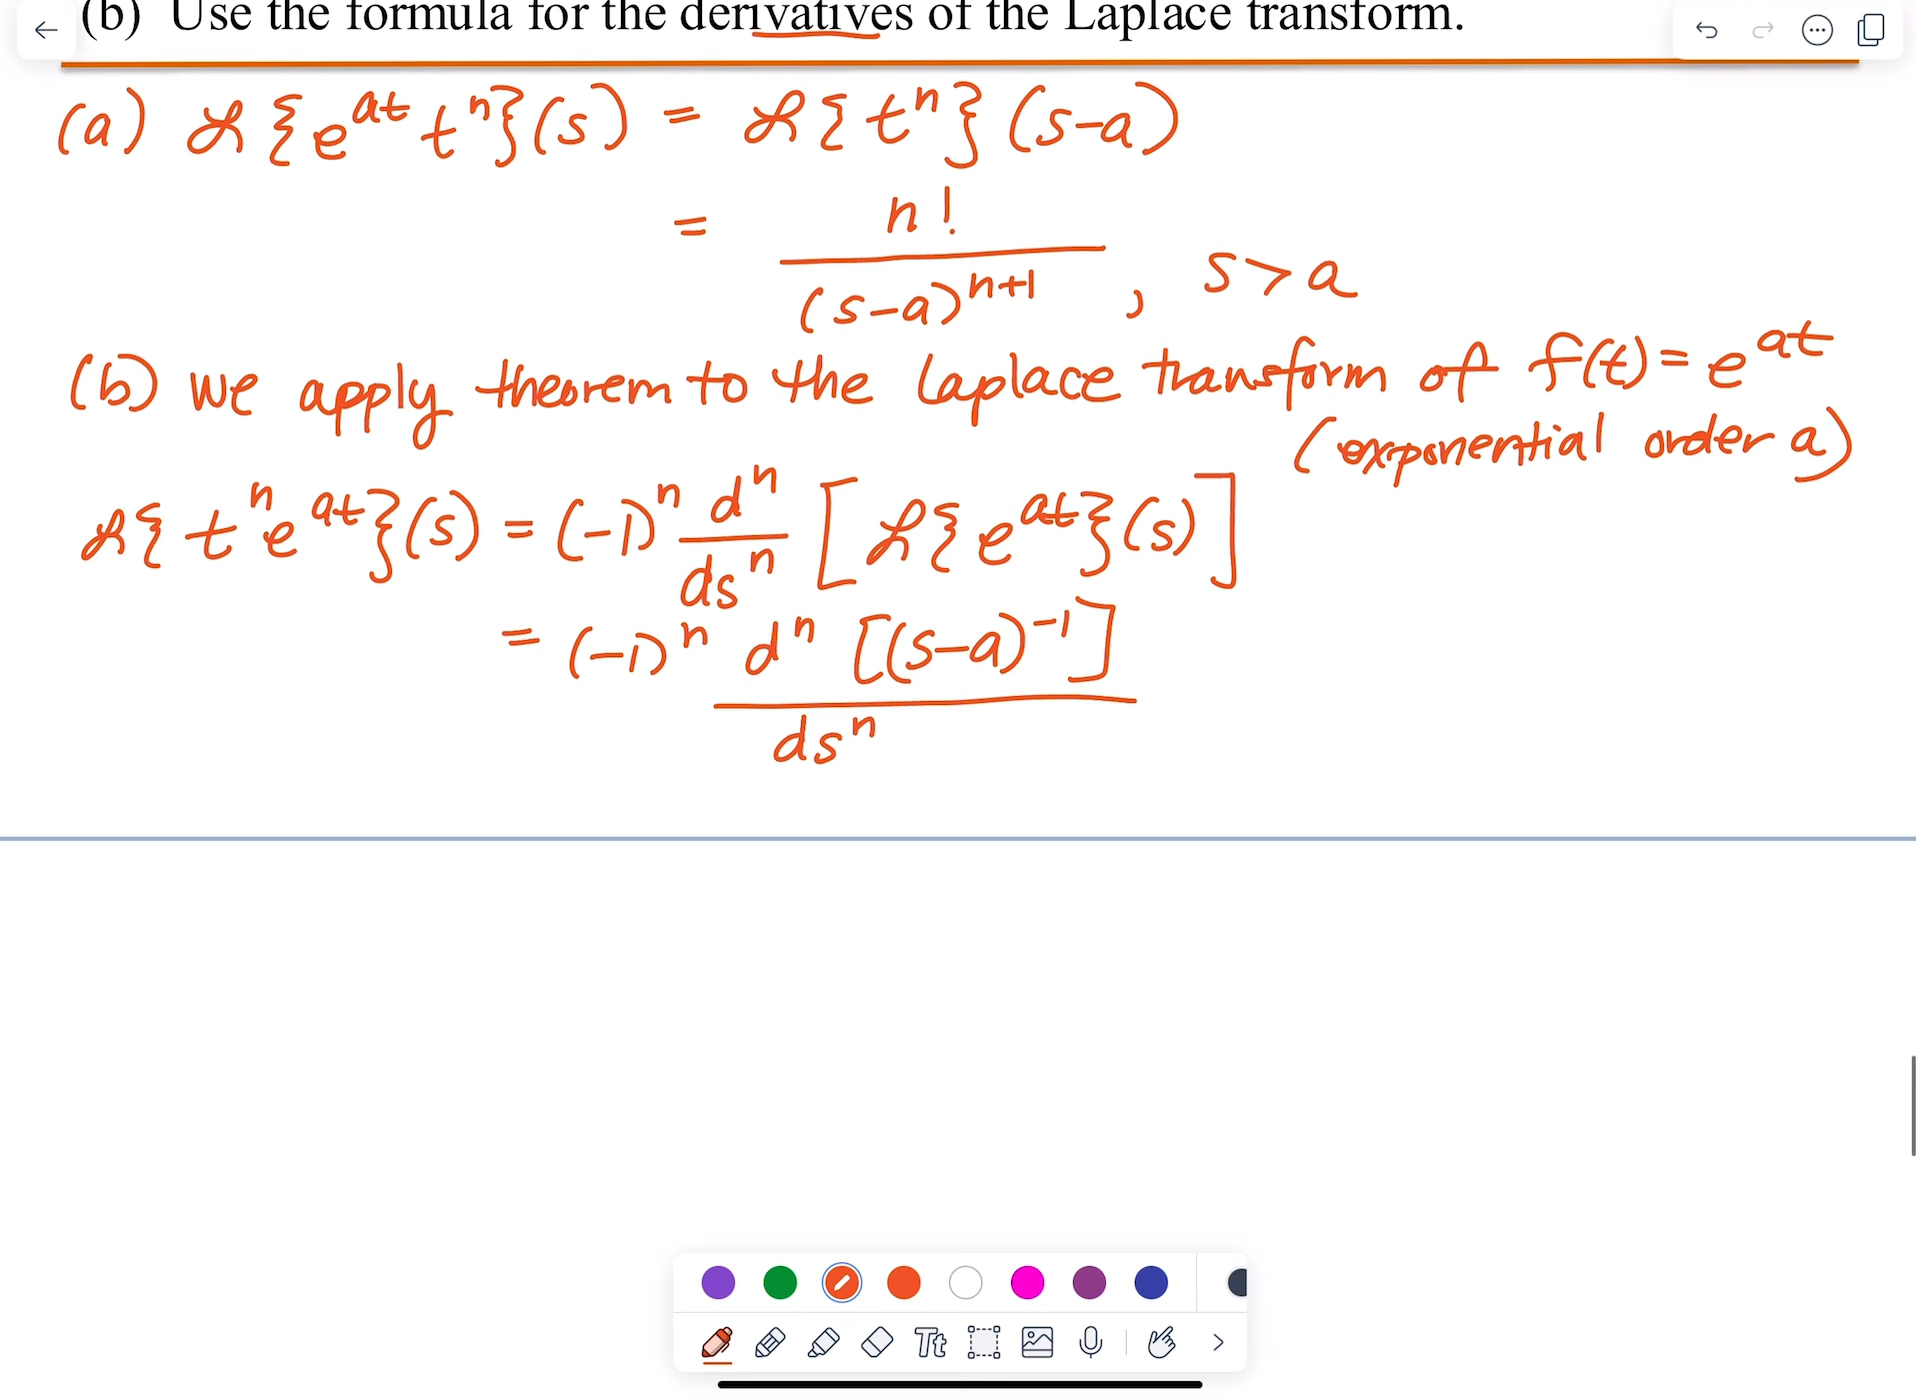 (b) Use the formula for the derivatives of the Laplace transform.
(a) ℒ{e^{at} t^n}(s) = ℒ{t^n}(s-a)
= n! / (s-a)^{n+1} , s>a
(b) we apply theorem to the Laplace transform of f(t) = e^{at}
(exponential order a)
ℒ{t^n e^{at}}(s) = (-1)^n d^n/ds^n [ℒ{e^{at}}(s)]
= (-1)^n d^n [(s-a)^{-1}] / ds^n
Tt